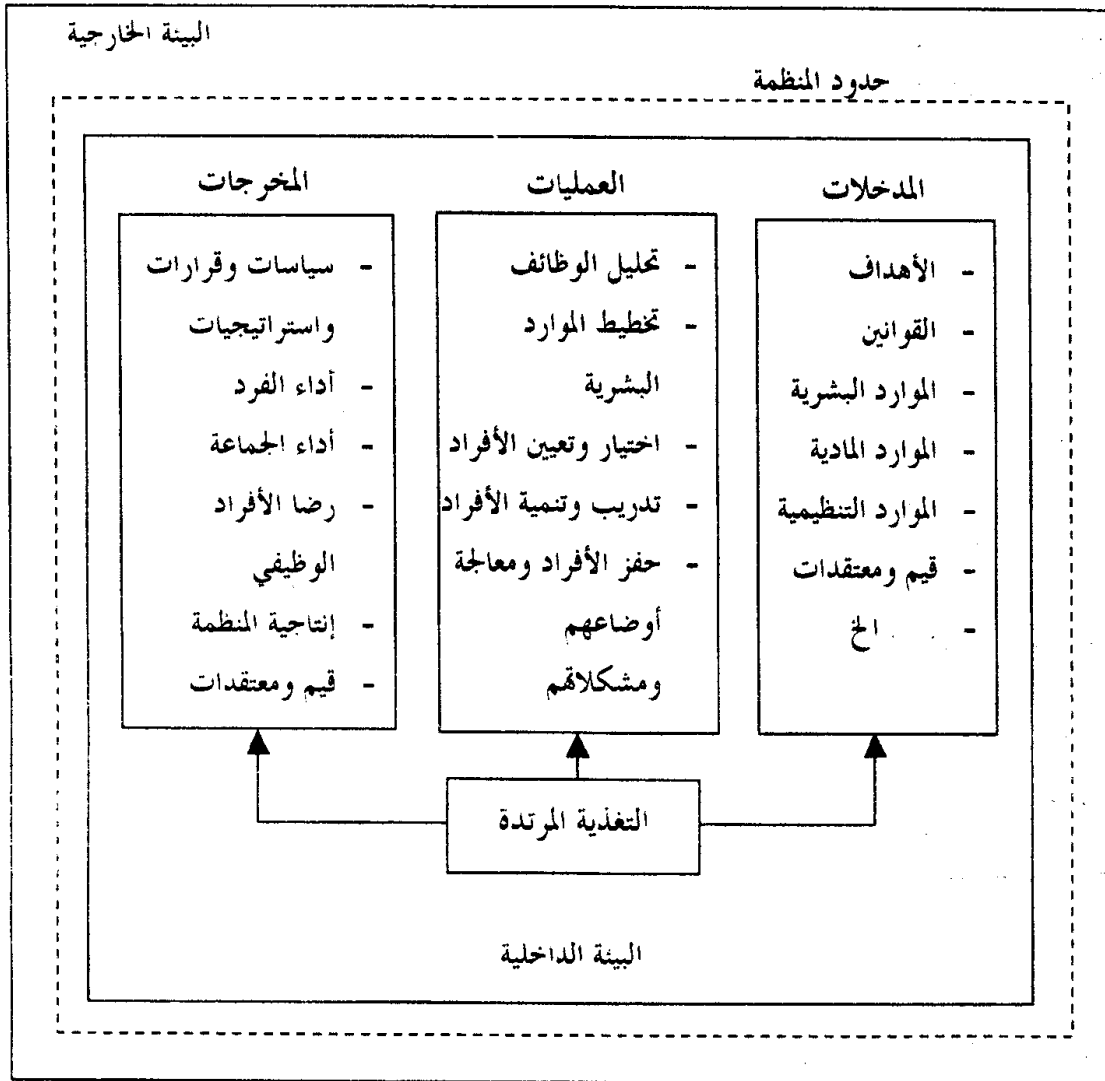 البيئة الخارجية
حدود المنظمة
المدخلات
- الأهداف
- القوانين
- الموارد البشرية
- الموارد المادية
- الموارد التنظيمية
- قيم ومعتقدات
- الخ
العمليات
- تحليل الوظائف
- تخطيط الموارد
البشرية
- اختيار وتعيين الأفراد
- تدريب وتنمية الأفراد
- حفز الأفراد ومعالجة
أوضاعهم
ومشكلاتهم
المخرجات
- سياسات وقرارات
واستراتيجيات
- أداء الفرد
- أداء الجماعة
- رضا الأفراد
الوظيفي
- إنتاجية المنظمة
- قيم ومعتقدات
التغذية المرتدة
البيئة الداخلية